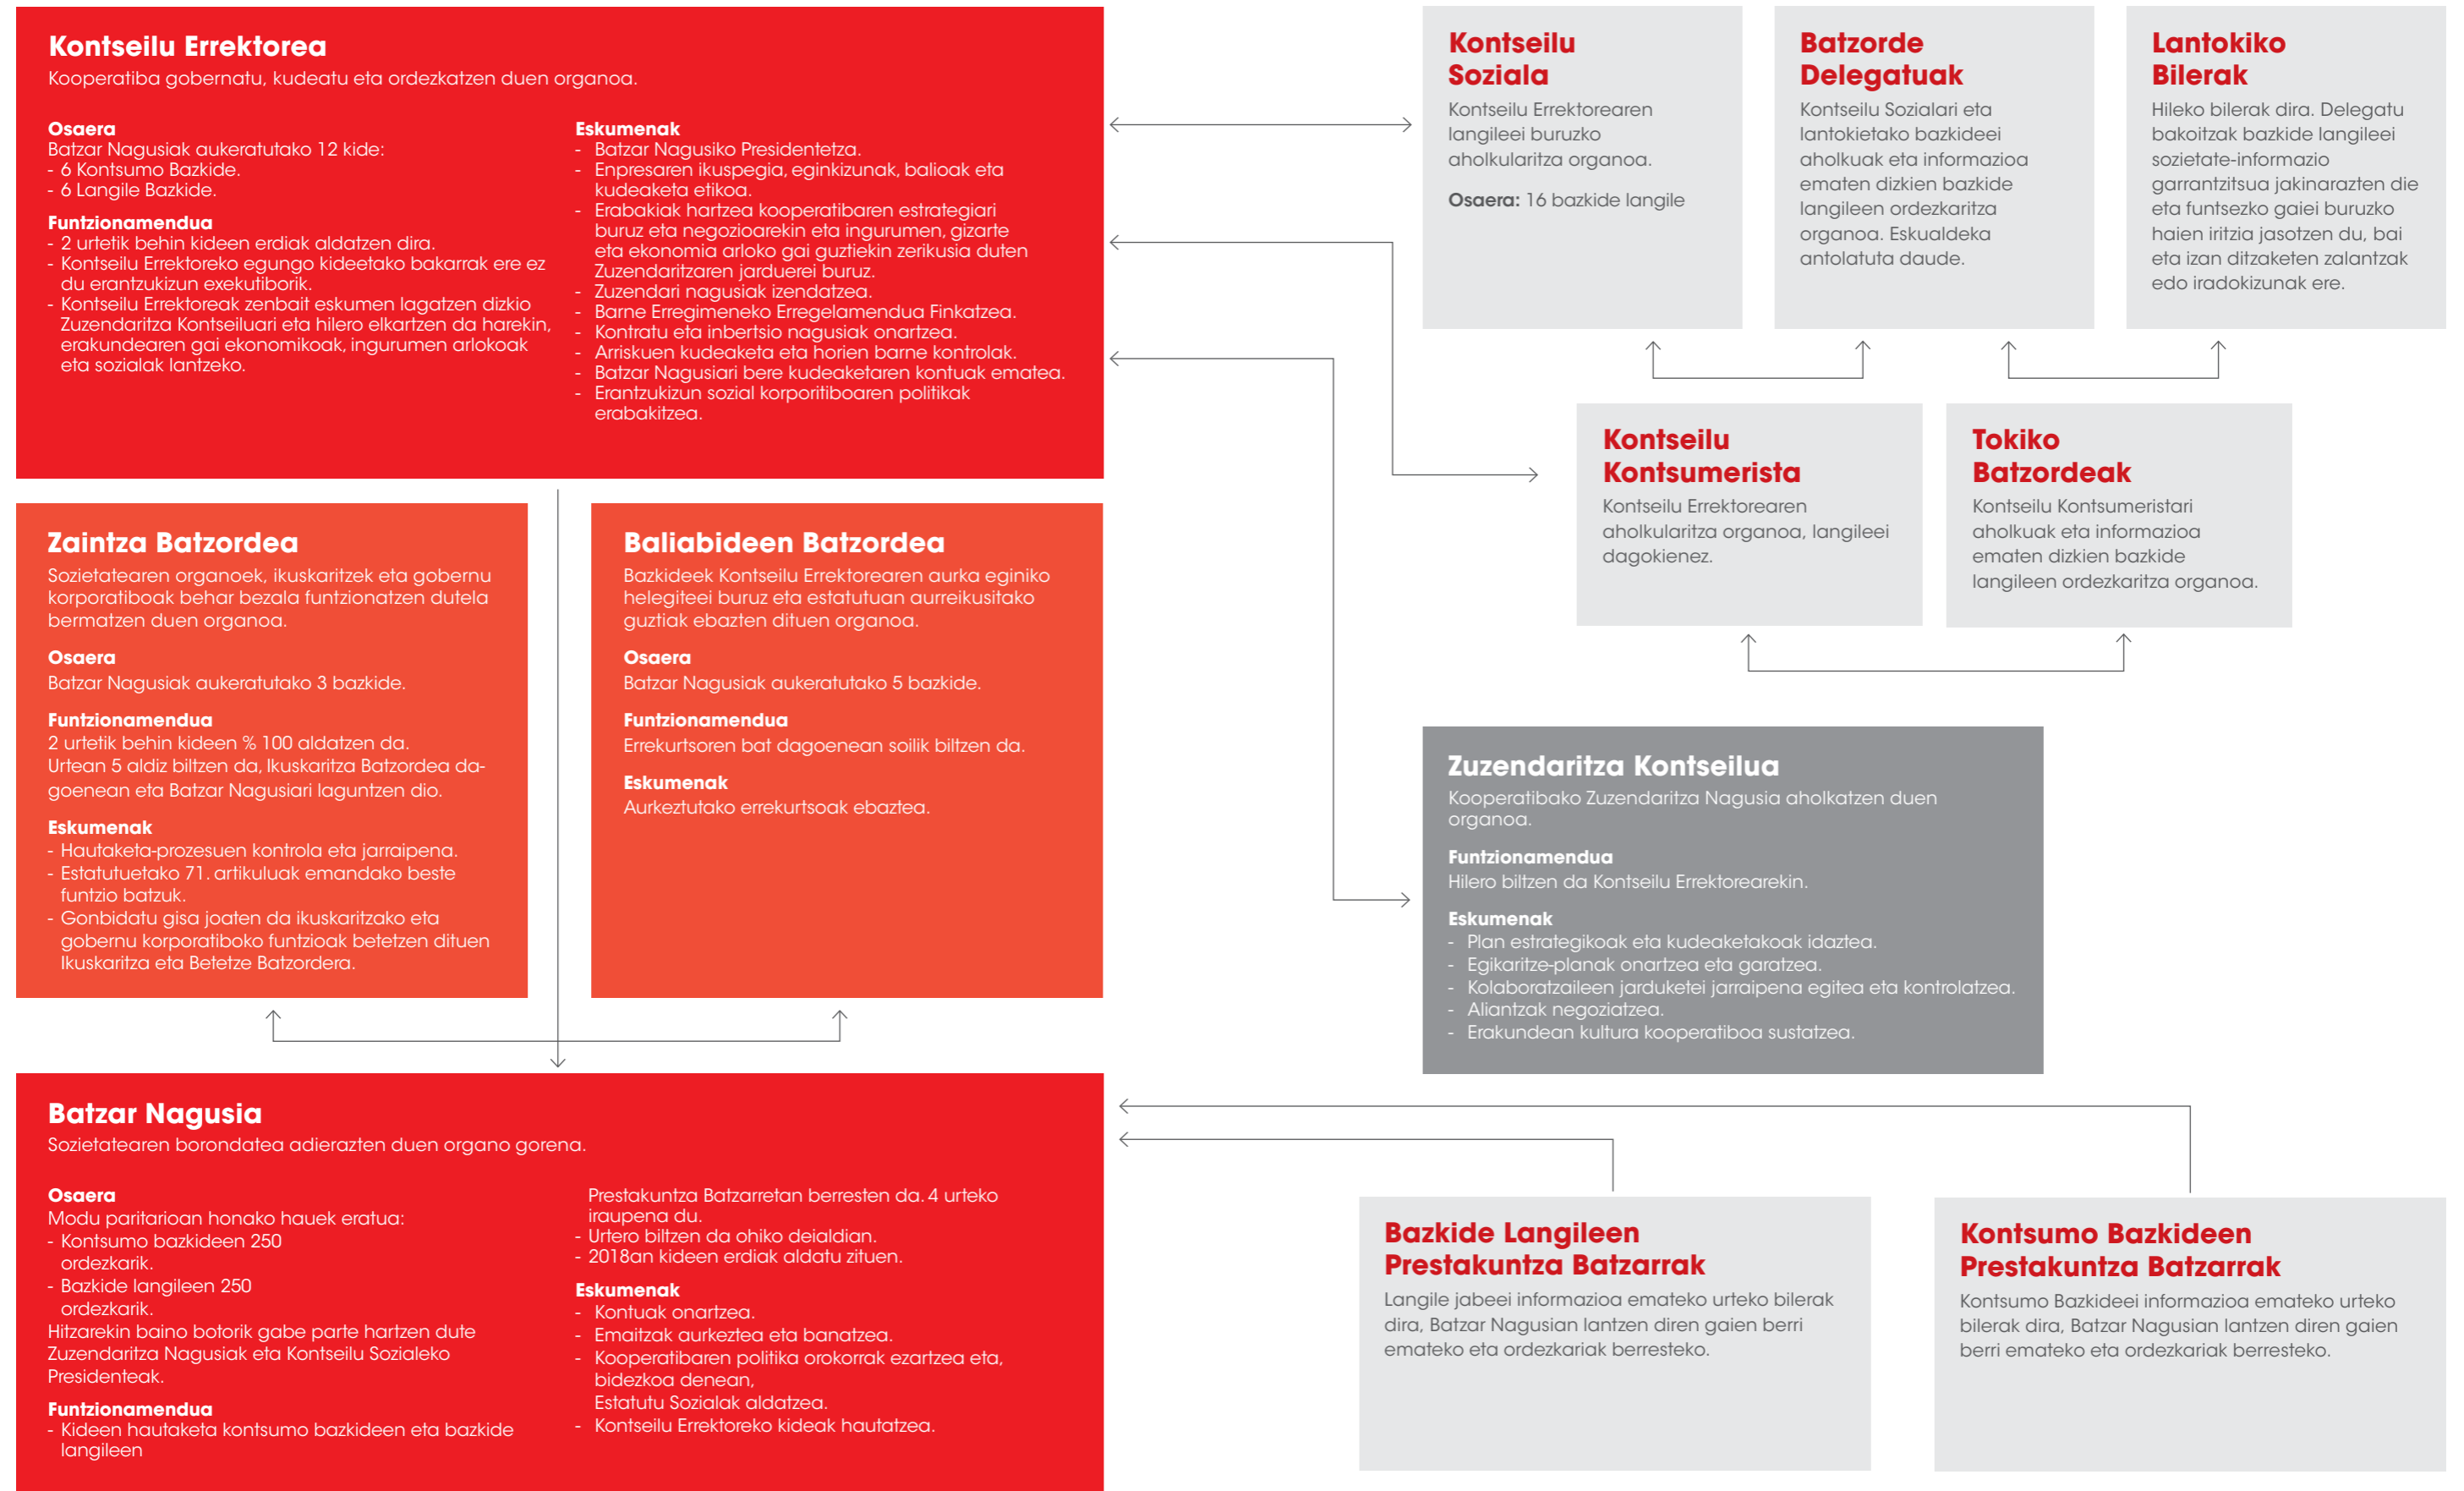 Kontseilu Errektorea
Kooperatiba gobernatu, kudeatu eta ordezkatzen duen organoa.
Osaera
Batzar Nagusiak aukeratutako 12 kide:
- 6 Kontsumo Bazkide.
- 6 Langile Bazkide.
Funtzionamendua
- 2 urtetik behin kideen erdiak aldatzen dira.
- Kontseilu Errektoreko egungo kideetako bakarrak ere ez
du erantzukizun exekutiborik.
- Kontseilu Errektoreak zenbait eskumen lagatzen dizkio
Zuzendaritza Kontseiluari eta hilero elkartzen da harekin,
erakundearen gai ekonomikoak, ingurumen arlokoak
eta sozialak lantzeko.
Eskumenak
- Batzar Nagusiko Presidentetza.
- Enpresaren ikuspegia, eginkizunak, balioak eta
kudeaketa etikoa.
- Erabakiak hartzea kooperatibaren estrategiari
buruz eta negozioarekin eta ingurumen, gizarte
eta ekonomia arloko gai guztiekin zerikusia duten
Zuzendaritzaren jarduerei buruz.
- Zuzendari nagusiak izendatzea.
- Barne Erregimeneko Erregelamendua Finkatzea.
- Kontratu eta inbertsio nagusiak onartzea.
- Arriskuen kudeaketa eta horien barne kontrolak.
- Batzar Nagusiari bere kudeaketaren kontuak ematea.
- Erantzukizun sozial korporitiboaren politikak
erabakitzea.
Kontseilu
Soziala
Kontseilu Errektorearen
langileei buruzko
aholkularitza organoa.
Osaera: 16 bazkide langile
Batzorde
Delegatuak
Kontseilu Sozialari eta
lantokietako bazkideei
aholkuak eta informazioa
ematen dizkien bazkide
langileen ordezkaritza
organoa. Eskualdeka
antolatuta daude.
Lantokiko
Bilerak
Hileko bilerak dira. Delegatu
bakoitzak bazkide langileei
sozietate-informazio
garrantzitsua jakinarazten die
eta funtsezko gaiei buruzko
haien iritzia jasotzen du, bai
eta izan ditzaketen zalantzak
edo iradokizunak ere.
Kontseilu
Kontsumerista
Kontseilu Errektorearen
aholkularitza organoa, langileei
dagokienez.
Tokiko
Batzordeak
Kontseilu Kontsumeristari
aholkuak eta informazioa
ematen dizkien bazkide
langileen ordezkaritza organoa.
Zaintza Batzordea
Sozietatearen organoek, ikuskaritzek eta gobernu
korporatiboak behar bezala funtzionatzen dutela
bermatzen duen organoa.
Osaera
Batzar Nagusiak aukeratutako 3 bazkide.
Funtzionamendua
2 urtetik behin kideen % 100 aldatzen da.
Urtean 5 aldiz biltzen da, Ikuskaritza Batzordea da-
goenean eta Batzar Nagusiari laguntzen dio.
Eskumenak
- Hautaketa-prozesuen kontrola eta jarraipena.
- Estatutuetako 71. artikuluak emandako beste
funtzio batzuk.
- Gonbidatu gisa joaten da ikuskaritzako eta
gobernu korporatiboko funtzioak betetzen dituen
Ikuskaritza eta Betetze Batzordera.
Baliabideen Batzordea
Bazkideek Kontseilu Errektorearen aurka eginiko
helegiteei buruz eta estatutuan aurreikusitako
guztiak ebazten dituen organoa.
Osaera
Batzar Nagusiak aukeratutako 5 bazkide.
Funtzionamendua
Errekurtsoren bat dagoenean soilik biltzen da.
Eskumenak
Aurkeztutako errekurtsoak ebaztea.
Zuzendaritza Kontseilua
Kooperatibako Zuzendaritza Nagusia aholkatzen duen
organoa.
Funtzionamendua
Hilero biltzen da Kontseilu Errektorearekin.
Eskumenak
- Plan estrategikoak eta kudeaketakoak idaztea.
- Egikaritze-planak onartzea eta garatzea.
- Kolaboratzaileen jarduketei jarraipena egitea eta kontrolatzea.
- Aliantzak negoziatzea.
- Erakundean kultura kooperatiboa sustatzea.
Batzar Nagusia
Sozietatearen borondatea adierazten duen organo gorena.
Osaera
Modu paritarioan honako hauek eratua:
- Kontsumo bazkideen 250
ordezkarik.
- Bazkide langileen 250
ordezkarik.
Hitzarekin baino botorik gabe parte hartzen dute
Zuzendaritza Nagusiak eta Kontseilu Sozialeko
Presidenteak.
Funtzionamendua
- Kideen hautaketa kontsumo bazkideen eta bazkide
langileen
Prestakuntza Batzarretan berresten da. 4 urteko
iraupena du.
- Urtero biltzen da ohiko deialdian.
- 2018an kideen erdiak aldatu zituen.
Eskumenak
- Kontuak onartzea.
- Emaitzak aurkeztea eta banatzea.
- Kooperatibaren politika orokorrak ezartzea eta,
bidezkoa denean,
Estatutu Sozialak aldatzea.
- Kontseilu Errektoreko kideak hautatzea.
Bazkide Langileen
Prestakuntza Batzarrak
Langile jabeei informazioa emateko urteko bilerak
dira, Batzar Nagusian lantzen diren gaien berri
emateko eta ordezkariak berresteko.
Kontsumo Bazkideen
Prestakuntza Batzarrak
Kontsumo Bazkideei informazioa emateko urteko
bilerak dira, Batzar Nagusian lantzen diren gaien
berri emateko eta ordezkariak berresteko.